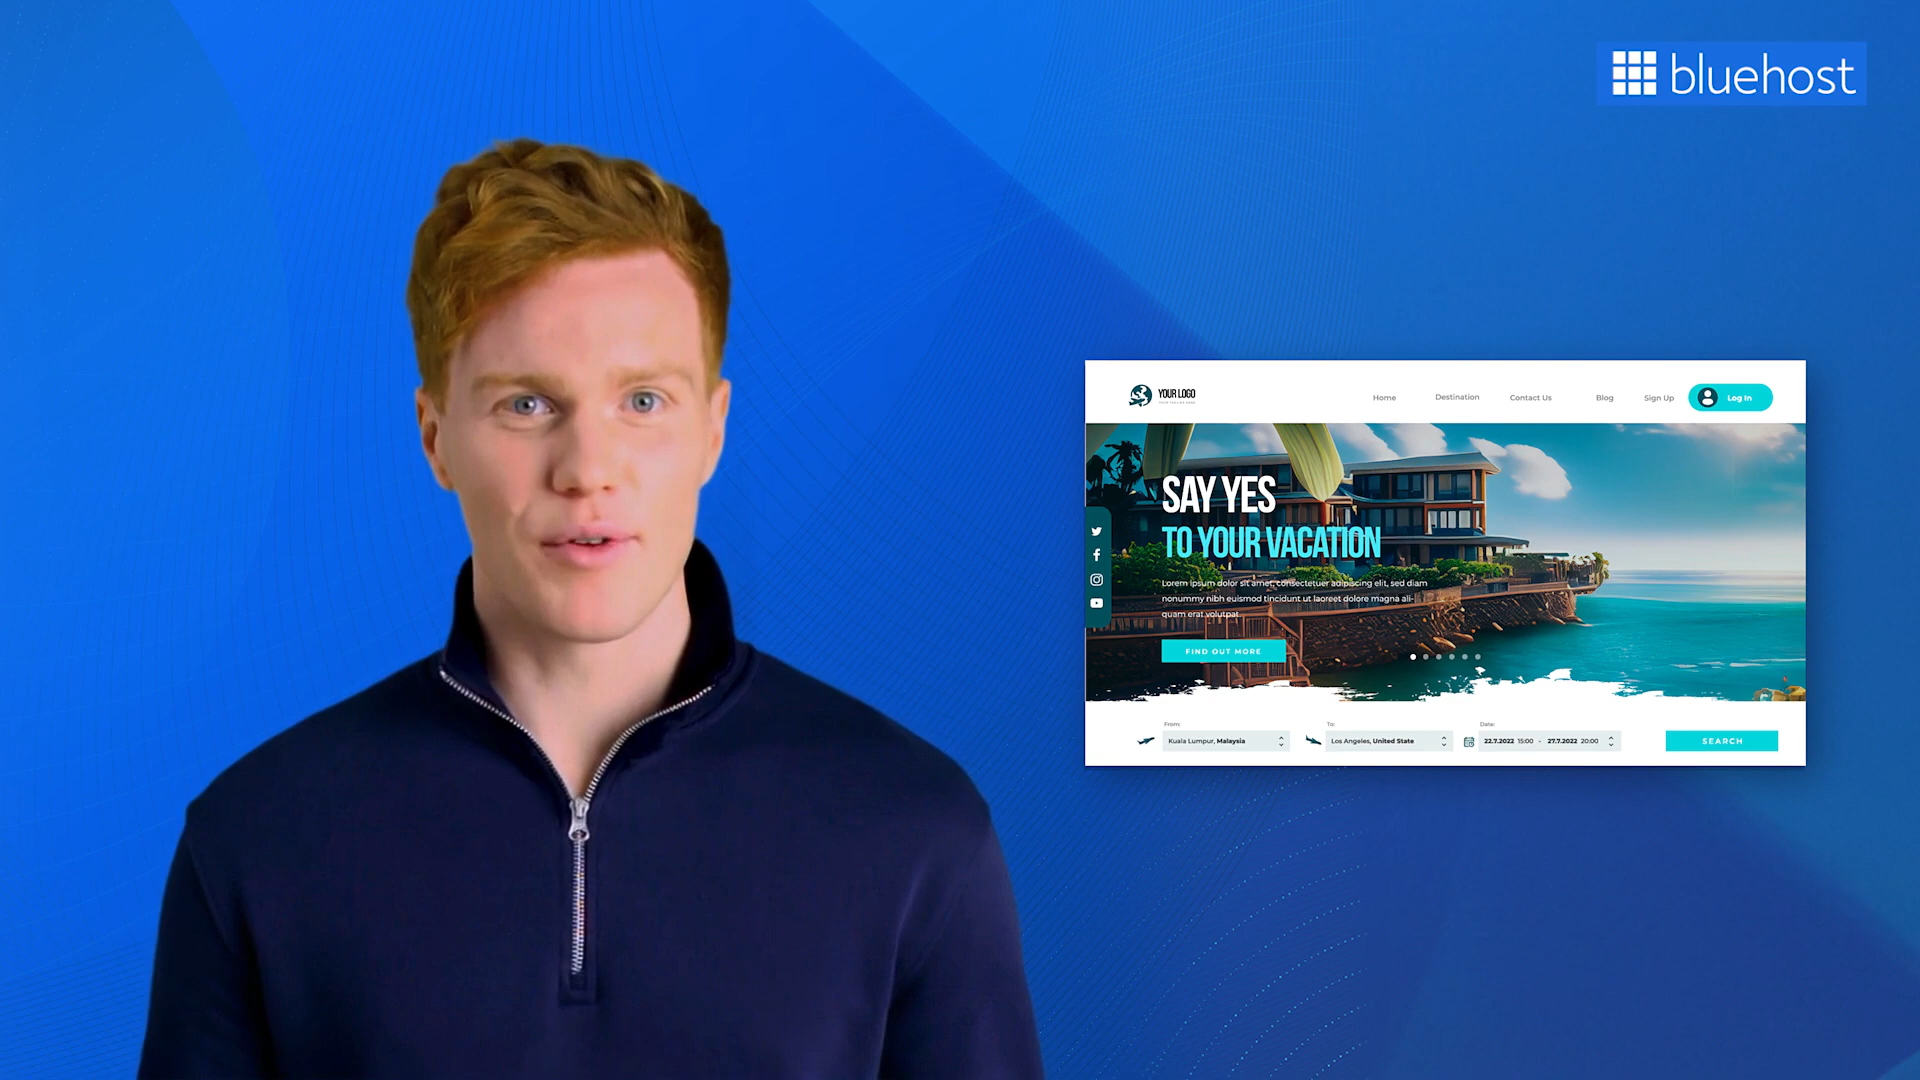 bluehost
YOUR LOGO
Home
Destination
Contact Us
Blog
Sign Up
Log In
SAY YES
TO YOUR VACATION
Lorem ipsum dolor sit amet, consectetuer adipiscing elit, sed diam
nonummy nibh euismod tincidunt ut laoreet dolore magna ali-
quam erat volutpat.
FIND OUT MORE
From:
To:
Date:
Kuala Lumpur, Malaysia
Los Angeles, United State
22.7.2022 15:00 - 27.7.2022 20:00
SEARCH